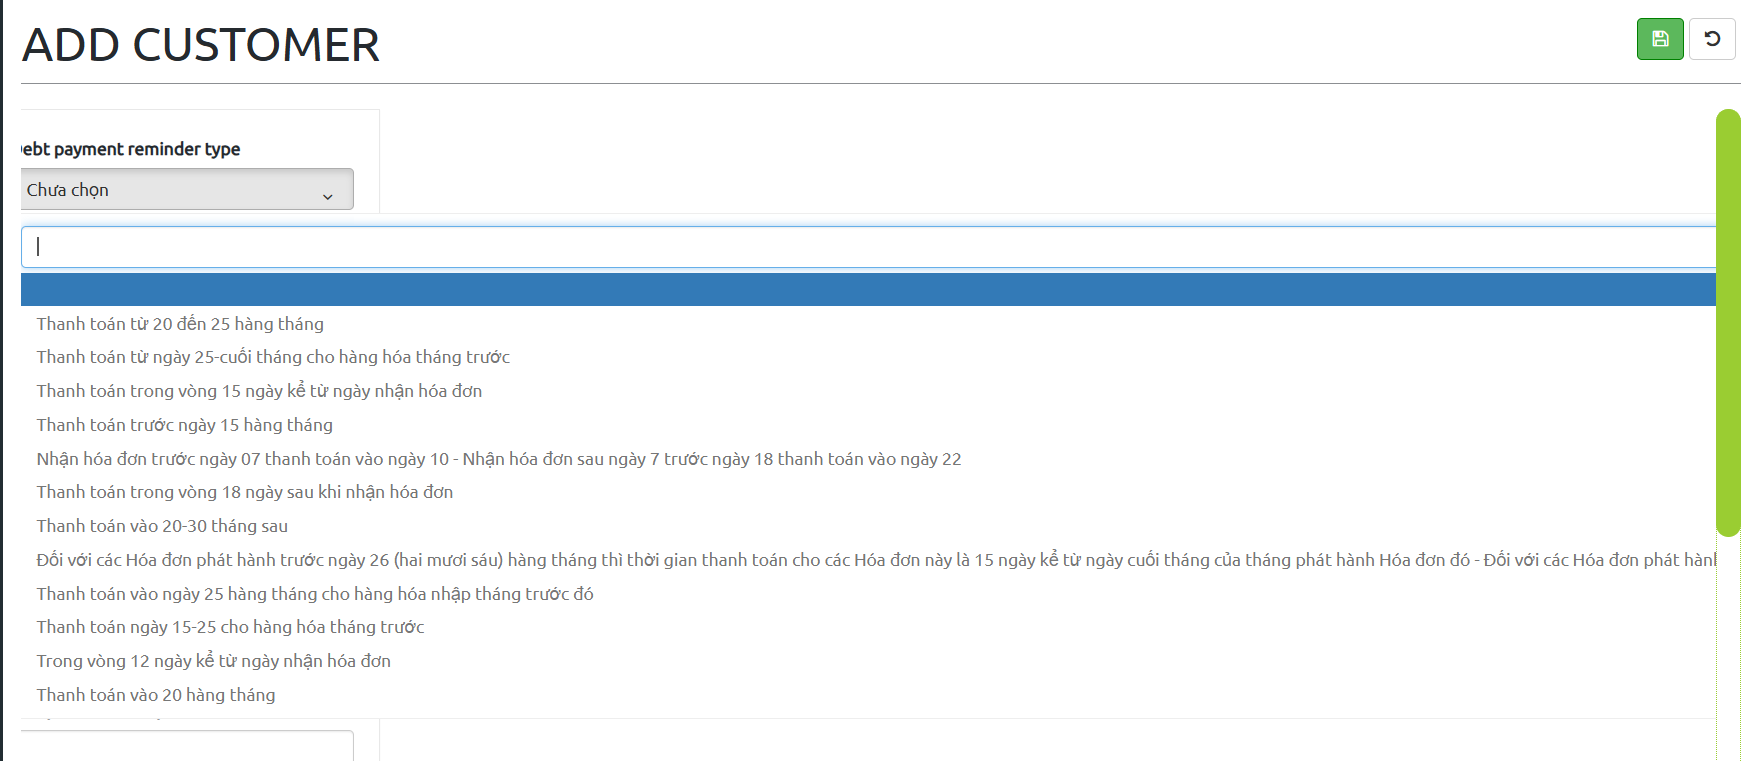 ADD CUSTOMER
ebt payment reminder type
Chưa chọn
Thanh toán từ 20 đến 25 hàng tháng
Thanh toán từ ngày 25-cuối tháng cho hàng hóa tháng trước
Thanh toán trong vòng 15 ngày kể từ ngày nhận hóa đơn
Thanh toán trước ngày 15 hàng tháng
Nhận hóa đơn trước ngày 07 thanh toán vào ngày 10 - Nhận hóa đơn sau ngày 7 trước ngày 18 thanh toán vào ngày 22
Thanh toán trong vòng 18 ngày sau khi nhận hóa đơn
Thanh toán vào 20-30 tháng sau
Đối với các Hóa đơn phát hành trước ngày 26 (hai mươi sáu) hàng tháng thì thời gian thanh toán cho các Hóa đơn này là 15 ngày kể từ ngày cuối tháng của tháng phát hành Hóa đơn đó - Đối với các Hóa đơn phát hành
Thanh toán vào ngày 25 hàng tháng cho hàng hóa nhập tháng trước đó
Thanh toán ngày 15-25 cho hàng hóa tháng trước
Trong vòng 12 ngày kể từ ngày nhận hóa đơn
Thanh toán vào 20 hàng tháng